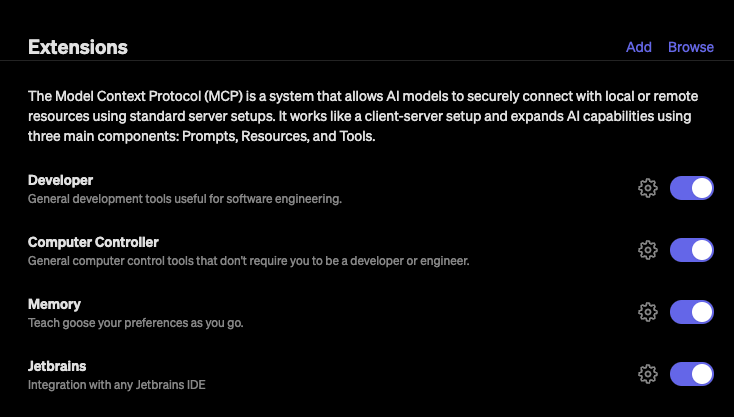 Extensions
Add Browse
The Model Context Protocol (MCP) is a system that allows AI models to securely connect with local or remote
resources using standard server setups. It works like a client-server setup and expands AI capabilities using
three main components: Prompts, Resources, and Tools.
Developer
General development tools useful for software engineering.
Computer Controller
General computer control tools that don't require you to be a developer or engineer.
Memory
Teach goose your preferences as you go.
Jetbrains
Integration with any Jetbrains IDE